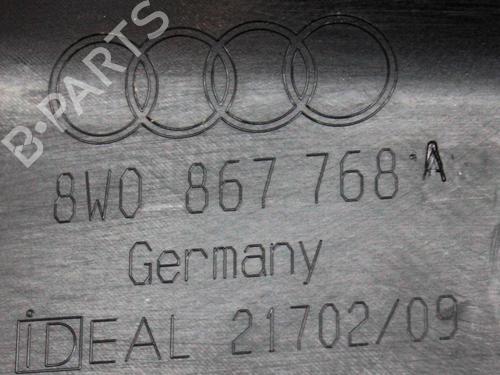 B-PARTS
8W0 867 768 A
Germany
iDEAL 21702/09